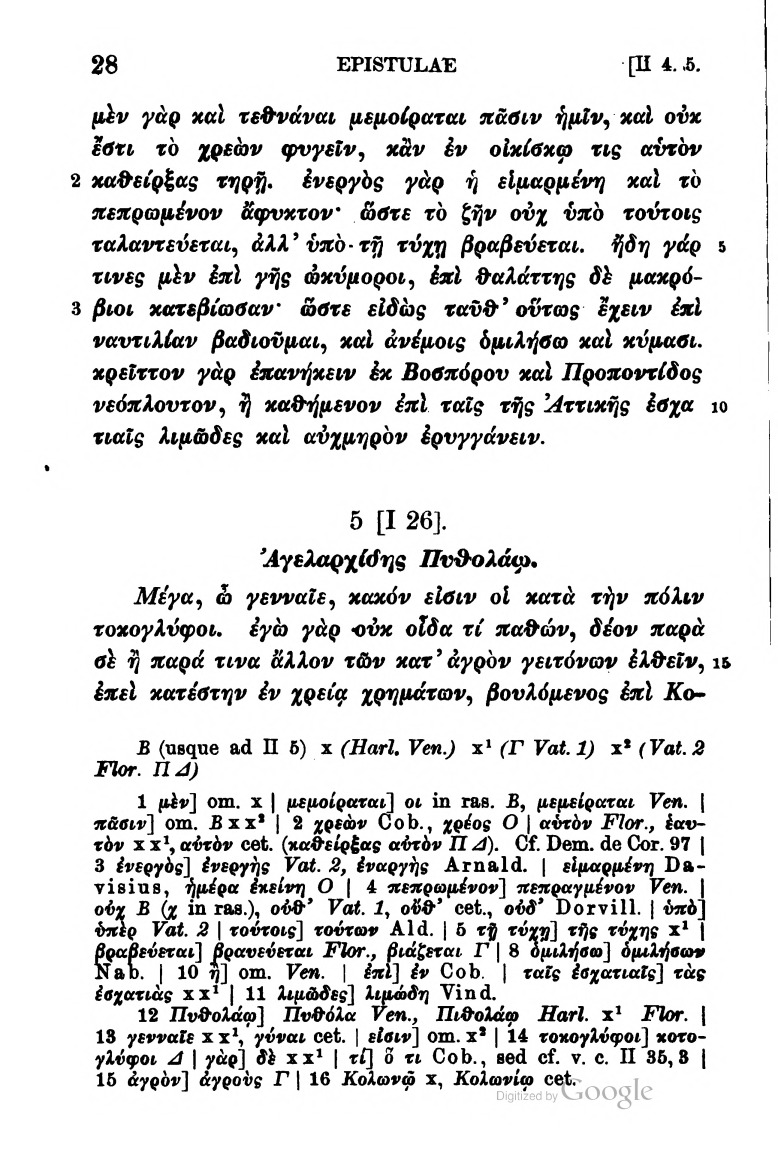 28 EPISTULAE [II 4. 5.
μὲν γὰρ καὶ τεθνάναι μεμοίραται πᾶσιν ἡμῖν, καὶ οὐκ
ἔστι τὸ χρεὼν φυγεῖν, κἂν ἐν οἰκίσκῳ τις αὑτὸν
2 καθείρξας τηρῇ. ἐνεργὸς γὰρ ἡ εἱμαρμένη καὶ τὸ
πεπρωμένον ἄφυκτον· ὥστε τὸ ζῆν οὐχ ὑπὸ τούτοις
ταλαντεύεται, ἀλλ’ ὑπὸ τῇ τύχῃ βραβεύεται. ἤδη γάρ 5
τινες μὲν ἐπὶ γῆς ὠκύμοροι, ἐπὶ θαλάττης δὲ μακρό-
3 βιοι κατεβίωσαν· ὥστε εἰδὼς ταῦθ’ οὕτως ἔχειν ἐπὶ
ναυτιλίαν βαδιοῦμαι, καὶ ἀνέμοις ὁμιλήσω καὶ κύμασι.
κρεῖττον γὰρ ἐπανήκειν ἐκ Βοσπόρου καὶ Προποντίδος
νεόπλουτον, ἢ καθήμενον ἐπὶ ταῖς τῆς Ἀττικῆς ἐσχα 10
τιαῖς λιμῶδες καὶ αὐχμηρὸν ἐρυγγάνειν.
5 [I 26].
Ἀγελαρχίδης Πυθολάῳ.
Μέγα, ὦ γενναῖε, κακόν εἰσιν οἱ κατὰ τὴν πόλιν
τοκογλύφοι. ἐγὼ γὰρ οὐκ οἶδα τί παθών, δέον παρὰ
σὲ ἢ παρά τινα ἄλλον τῶν κατ’ ἀγρὸν γειτόνων ἐλθεῖν, 15
ἐπεὶ κατέστην ἐν χρείᾳ χρημάτων, βουλόμενος ἐπὶ Κο-
B (usque ad II 5) x (Harl. Ven.) x¹ (Γ Vat. 1) x² (Vat. 2
Flor. Π Δ)
1 μὲν] om. x | μεμοίραται] οι in ras. B, μεμείραται Ven. |
πᾶσιν] om. B x x² | 2 χρεὼν Cob., χρέος O | αὑτὸν Flor., ἑαυ-
τὸν x x¹, αὐτὸν cet. (καθείρξας αὐτὸν Π Δ). Cf. Dem. de Cor. 97 |
3 ἐνεργὸς] ἐνεργὴς Vat. 2, ἐναργὴς Arnald. | εἱμαρμένη Da-
visius, ἡμέρα ἐκείνη O | 4 πεπρωμένον] πεπραγμένον Ven. |
οὐχ B (χ in ras.), οὐθ’ Vat. 1, οὔθ’ cet., οὐδ’ Dorvill. | ὑπὸ]
ὑπὲρ Vat. 2 | τούτοις] τούτων Ald. | 5 τῇ τύχῃ] τῆς τύχης x¹ |
βραβεύεται] βραυεύεται Flor., βιάζεται Γ | 8 ὁμιλήσω] ὁμιλήσων
Nab. | 10 ἢ] om. Ven. | ἐπὶ] ἐν Cob. | ταῖς ἐσχατιαῖς] τὰς
ἐσχατιὰς x x¹ | 11 λιμῶδες] λιμώδη Vind.
12 Πυθολάῳ] Πυθόλα Ven., Πιθολάῳ Harl. x¹ Flor. |
13 γενναῖε x x¹, γύναι cet. | εἰσιν] om. x² | 14 τοκογλύφοι] κοτο-
γλύφοι Δ | γὰρ] δὲ x x¹ | τί] ὅ τι Cob., sed cf. v. c. II 35, 3 |
15 ἀγρὸν] ἀγροὺς Γ | 16 Κολωνῷ x, Κολωνίῳ cet.
Digitized by Google